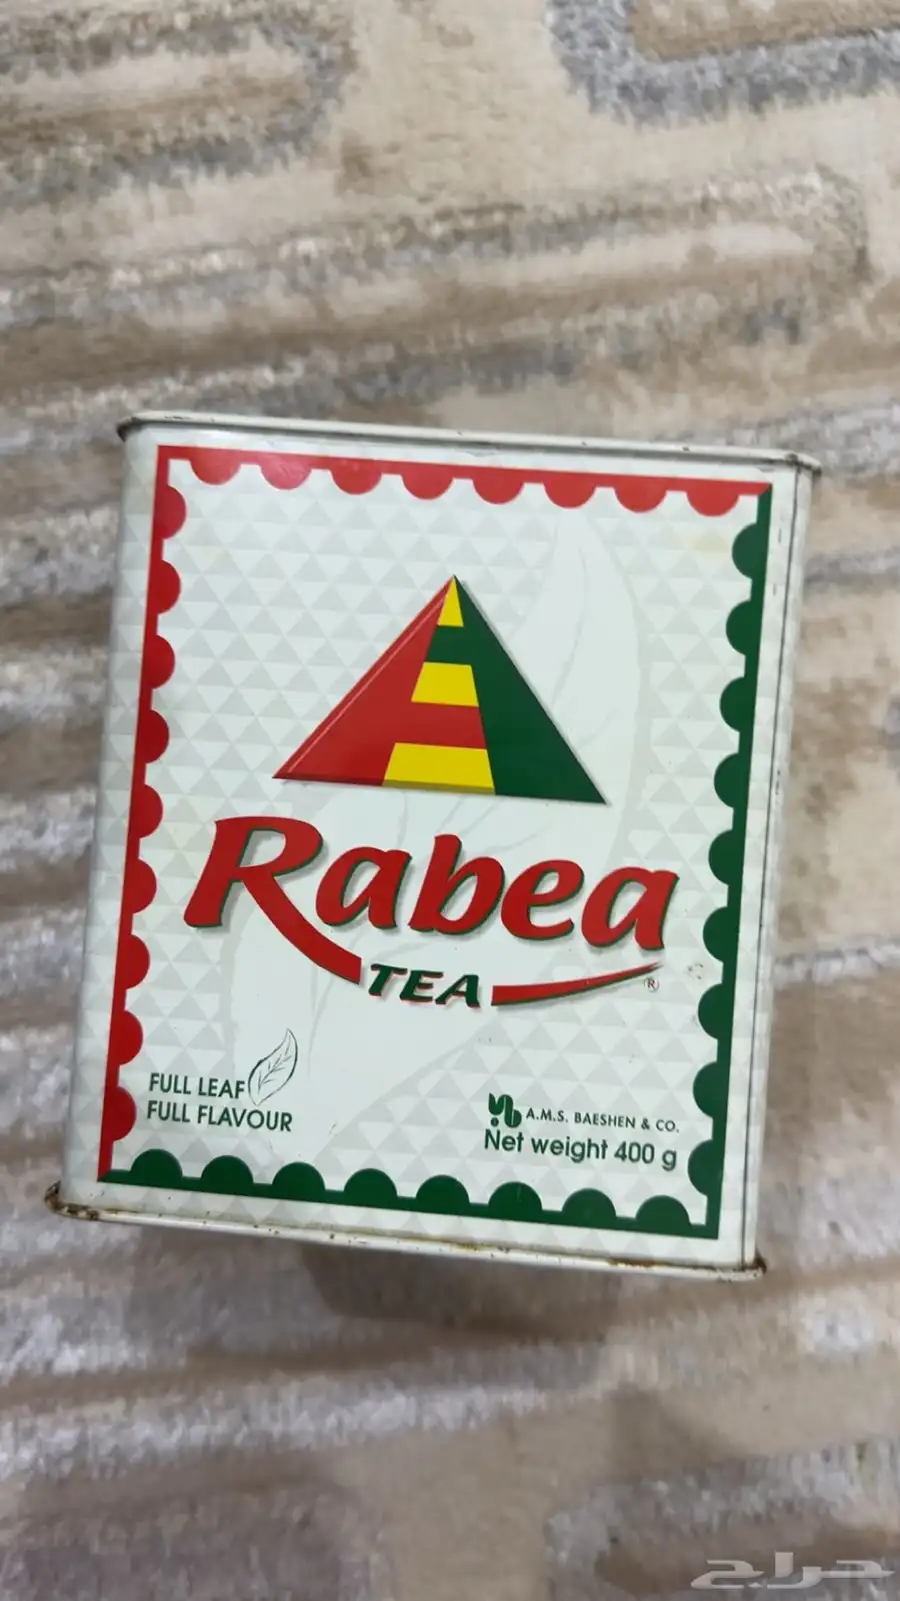 Rabea
TEA
®
FULL LEAF
FULL FLAVOUR
A.M.S. BAESHEN & CO.
Net weight 400 g
حراج